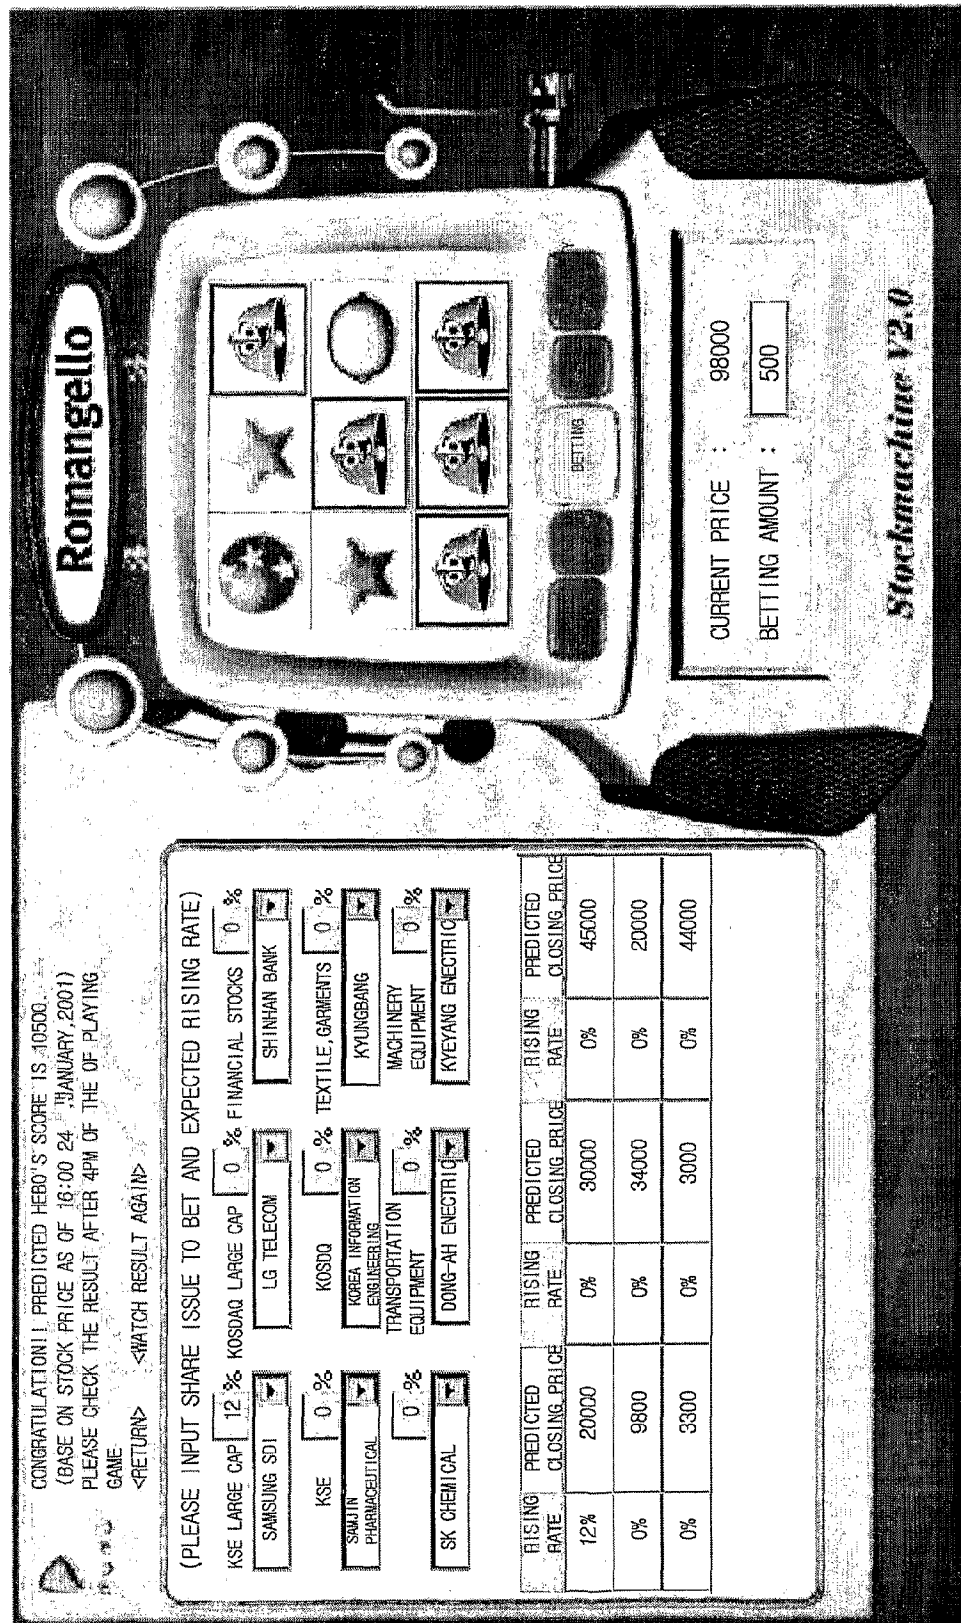 CONGRATULATION!! PREDICTED HEBO'S SCORE IS 10500.
(BASE ON STOCK PRICE AS OF 16:00 24 ,"JANUARY,2001)
PLEASE CHECK THE RESULT AFTER 4PM OF THE OF PLAYING
GAME
<RETURN> <WATCH RESULT AGAIN>
(PLEASE INPUT SHARE ISSUE TO BET AND EXPECTED RISING RATE)
KSE LARGE CAP 12 % KOSDAQ LARGE CAP 0 % FINANCIAL STOCKS 0 %
SAMSUNG SDI LG TELECOM SHINHAN BANK
KSE 0 % KOSDQ 0 % TEXTILE,GARMENTS 0 %
SAMJIN PHARMACEUTICAL KOREA INFORMATION ENGINEERING KYUNGBANG
0 % TRANSPORTATION EQUIPMENT 0 % MACHINERY EQUIPMENT 0 %
SK CHEMICAL DONG-AH ENECTRIC KYEYANG ENECTRIC
RISING RATE PREDICTED CLOSING PRICE RISING RATE PREDICTED CLOSING PRICE RISING RATE PREDICTED CLOSING PRICE
12% 20000 0% 30000 0% 45000
0% 9800 0% 34000 0% 20000
0% 3300 0% 3000 0% 44000
Romangello
BETTING
CURRENT PRICE : 98000
BETTING AMOUNT : 500
Stockmachine V2.0